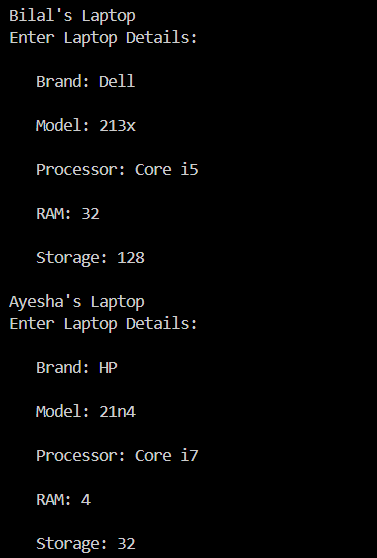 Bilal's Laptop
Enter Laptop Details:
Brand: Dell
Model: 213x
Processor: Core i5
RAM: 32
Storage: 128
Ayesha's Laptop
Enter Laptop Details:
Brand: HP
Model: 21n4
Processor: Core i7
RAM: 4
Storage: 32